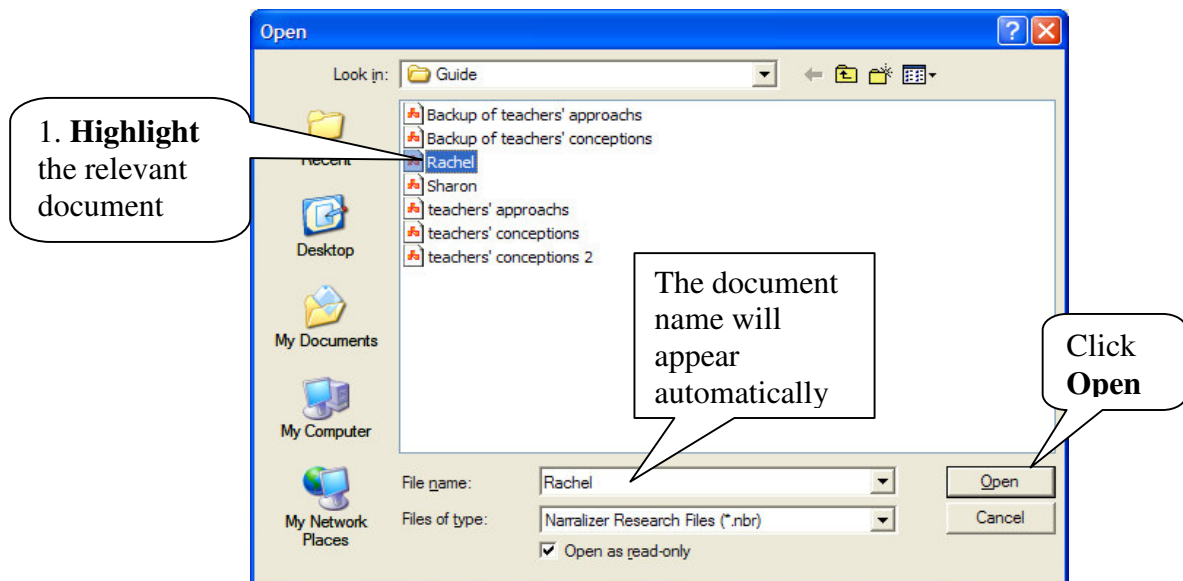 Open
Look in:
Guide
1. Highlight
the relevant
document
Recent
Desktop
My Documents
My Computer
My Network
Places
Backup of teachers' approachs
Backup of teachers' conceptions
Rachel
Sharon
teachers' approachs
teachers' conceptions
teachers' conceptions 2
The document
name will
appear
automatically
Click
Open
File name:
Rachel
Open
Files of type:
Narralizer Research Files (*.nbr)
Cancel
Open as read-only